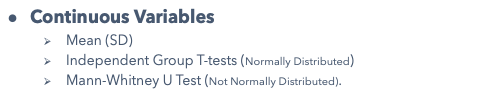 ● Continuous Variables
➢ Mean (SD)
➢ Independent Group T-tests (Normally Distributed)
➢ Mann-Whitney U Test (Not Normally Distributed).